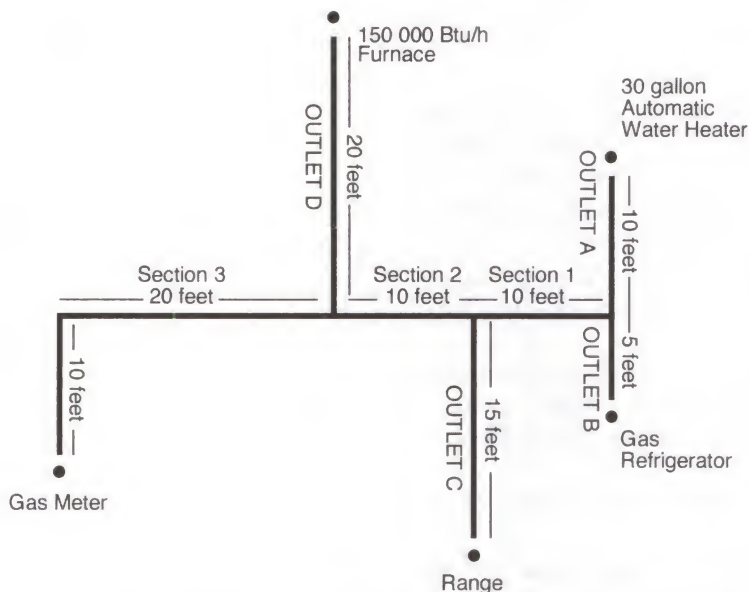 150 000 Btu/h
Furnace
30 gallon
Automatic
Water Heater
OUTLET D
20 feet
OUTLET A
10 feet
Section 3
20 feet
Section 2
10 feet
Section 1
10 feet
10 feet
OUTLET C
15 feet
OUTLET B
5 feet
Gas
Refrigerator
Gas Meter
Range